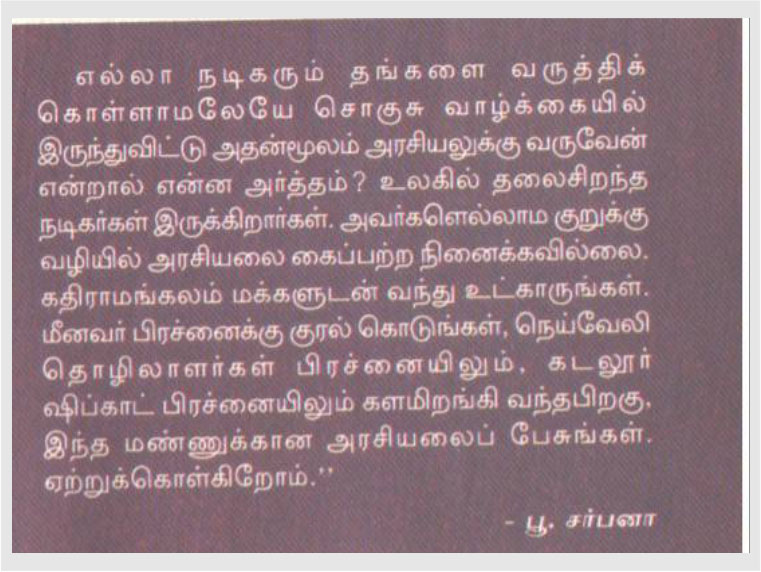 எல்லா நடிகரும் தங்களை வருத்திக்
கொள்ளாமலேயே சொகுசு வாழ்க்கையில்
இருந்துவிட்டு அதன்மூலம் அரசியலுக்கு வருவேன்
என்றால் என்ன அர்த்தம்? உலகில் தலைசிறந்த
நடிகர்கள் இருக்கிறார்கள். அவர்களெல்லாம குறுக்கு
வழியில் அரசியலை கைப்பற்ற நினைக்கவில்லை.
கதிராமங்கலம் மக்களுடன் வந்து உட்காருங்கள்.
மீனவர் பிரச்னைக்கு குரல் கொடுங்கள், நெய்வேலி
தொழிலாளர்கள் பிரச்னையிலும், கடலூர்
ஷிப்காட் பிரச்னையிலும் களமிறங்கி வந்தபிறகு,
இந்த மண்ணுக்கான அரசியலைப் பேசுங்கள்.
ஏற்றுக்கொள்கிறோம்.’’
- பூ. சர்பனா